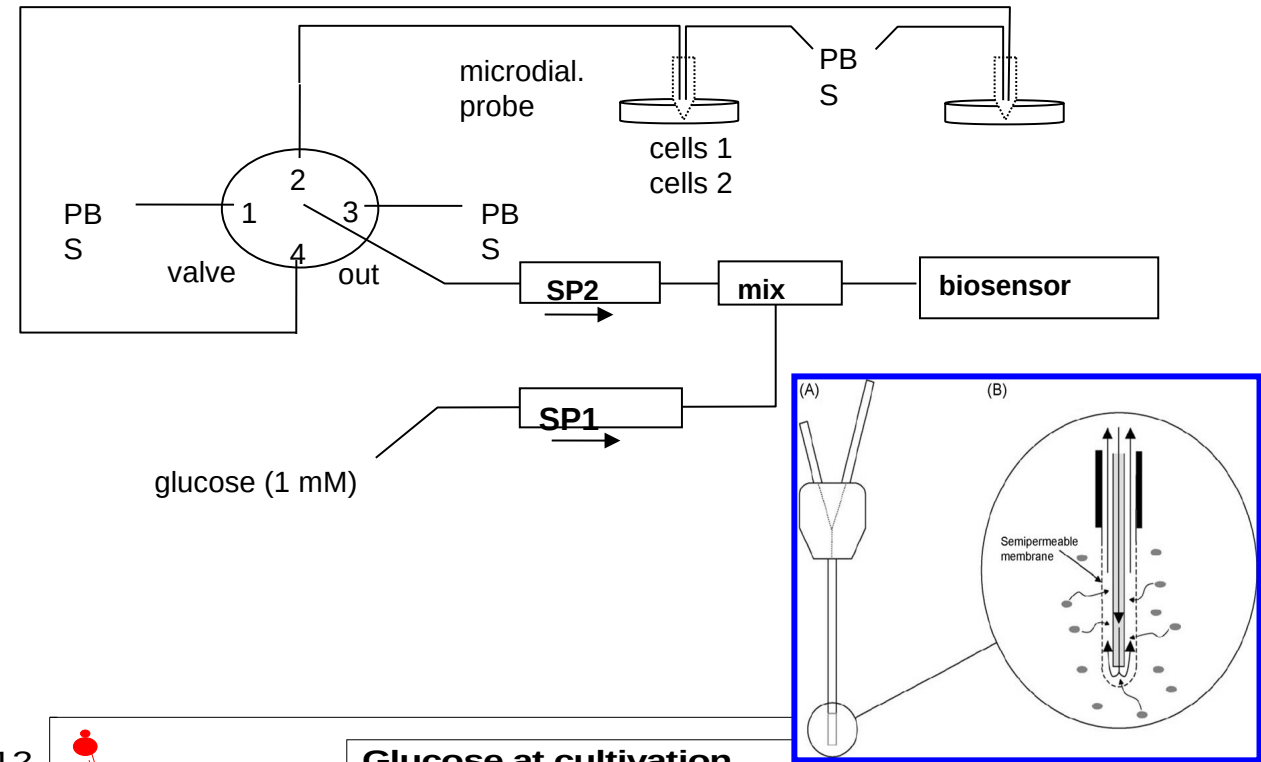 microdial.
probe
PB
S
cells 1
cells 2
2
PB
S
1
3
PB
S
4
valve
out
SP2
mix
biosensor
SP1
glucose (1 mM)
(A)
(B)
Semipermeable
membrane
Glucose at cultivation